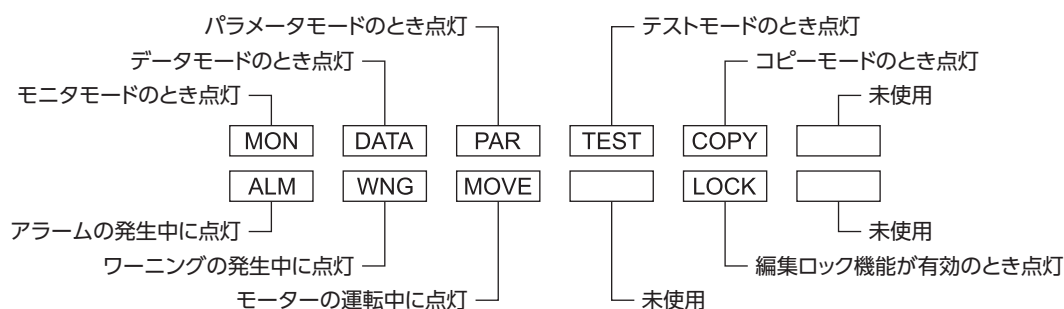 パラメータモードのとき点灯
テストモードのとき点灯
データモードのとき点灯
コピーモードのとき点灯
モニタモードのとき点灯
未使用
MON DATA PAR TEST COPY
ALM WNG MOVE LOCK
アラームの発生中に点灯
未使用
ワーニングの発生中に点灯
編集ロック機能が有効のとき点灯
モーターの運転中に点灯
未使用